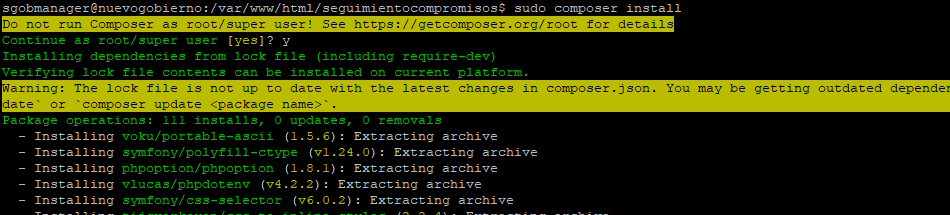 sgobmanager@nuevogobierno:/var/www/html/seguimientocompromisos$ sudo composer install
Do not run Composer as root/super user! See https://getcomposer.org/root for details
Continue as root/super user [yes]? y
Installing dependencies from lock file (including require-dev)
Verifying lock file contents can be installed on current platform.
Warning: The lock file is not up to date with the latest changes in composer.json. You may be getting outdated depender
date` or `composer update <package name>`.
Package operations: 111 installs, 0 updates, 0 removals
- Installing voku/portable-ascii (1.5.6): Extracting archive
- Installing symfony/polyfill-ctype (v1.24.0): Extracting archive
- Installing phpoption/phpoption (1.8.1): Extracting archive
- Installing vlucas/phpdotenv (v4.2.2): Extracting archive
- Installing symfony/css-selector (v6.0.2): Extracting archive